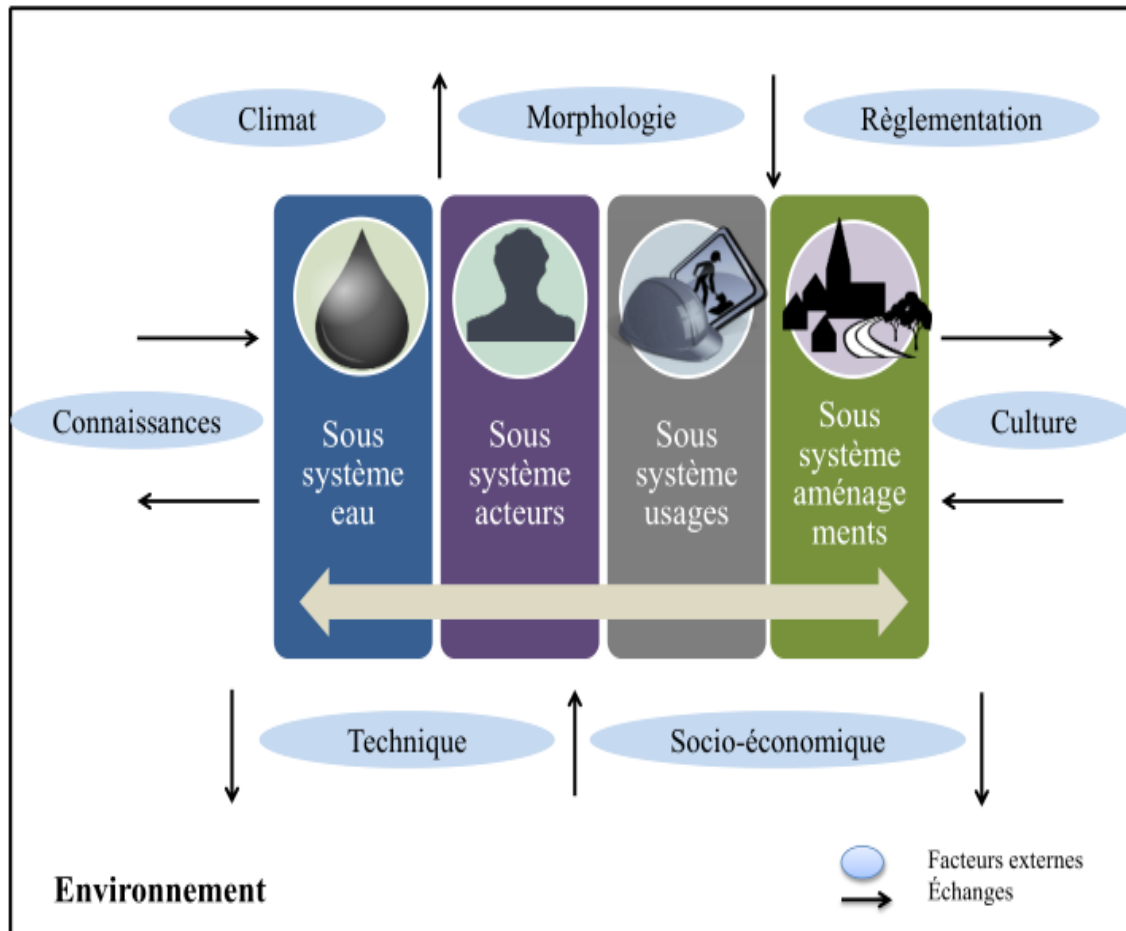 Climat
Morphologie
Règlementation
Connaissances
Sous
système
eau
Sous
système
acteurs
Sous
système
usages
Sous
système
aménage
ments
Culture
Technique
Socio-économique
Environnement
Facteurs externes
Échanges